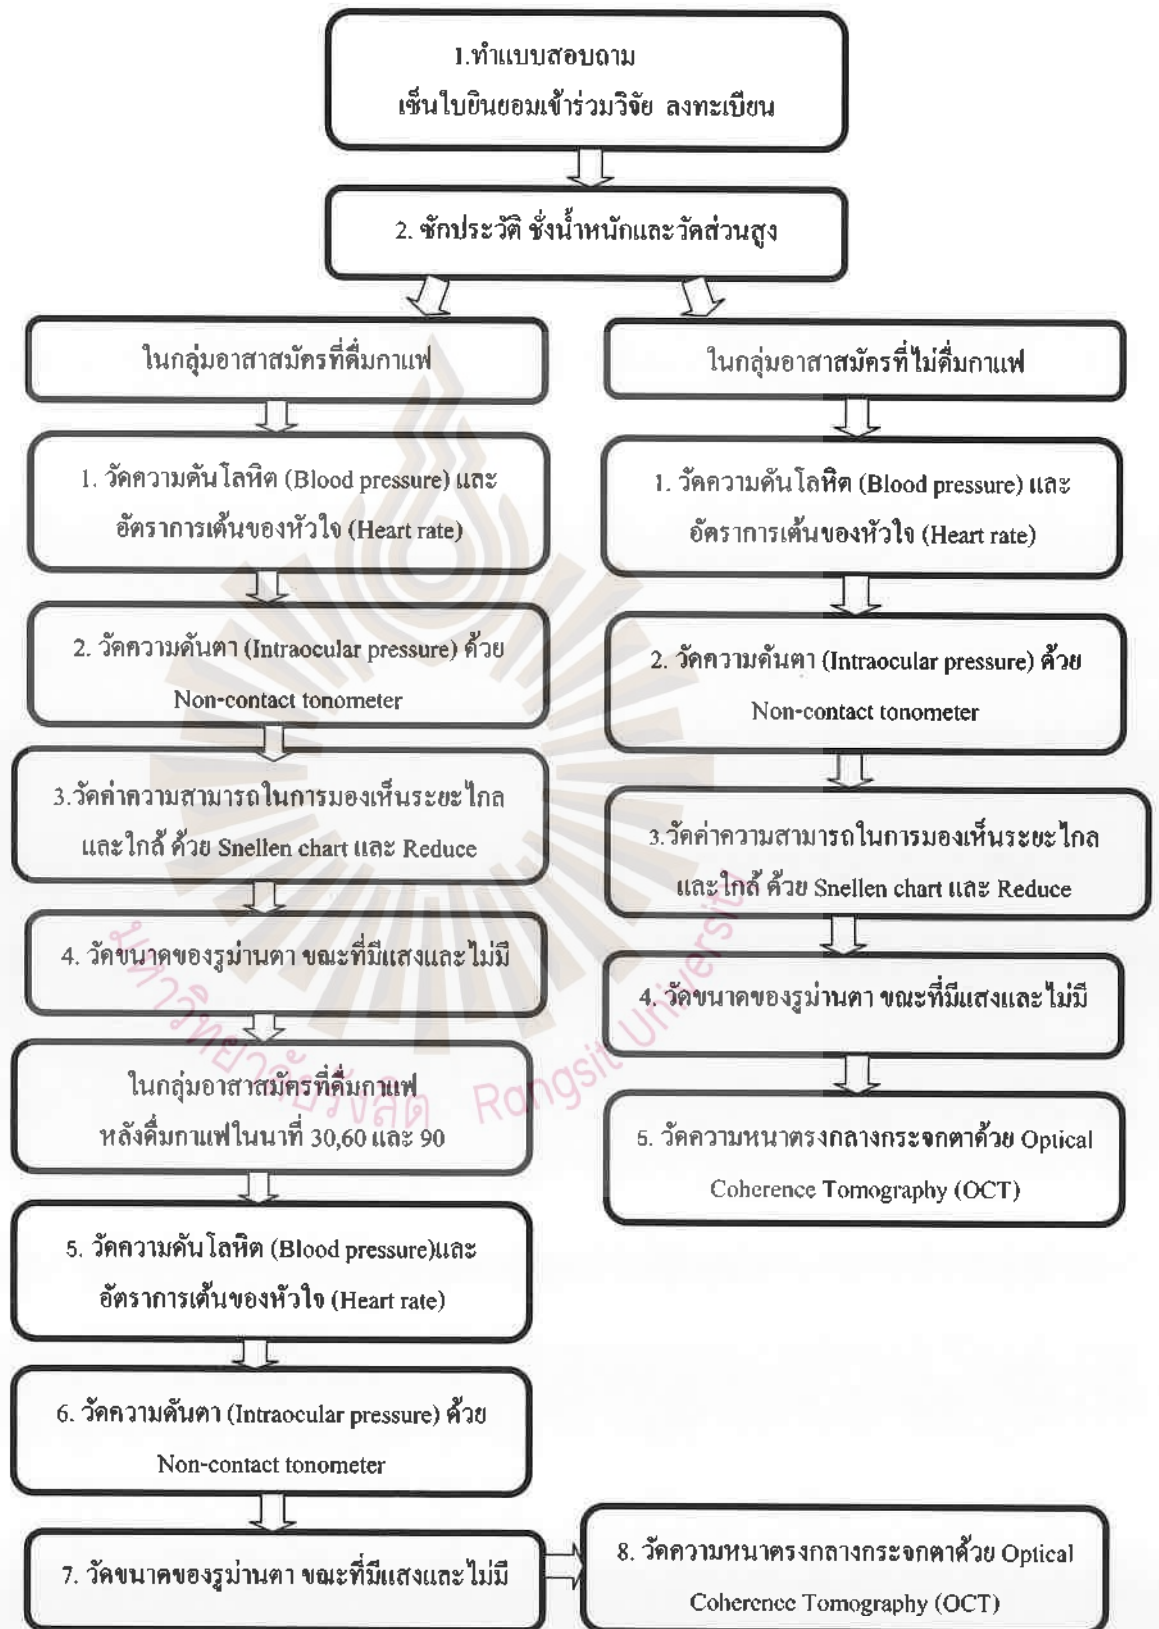 1.ทำแบบสอบถาม
เซ็นใบยินยอมเข้าร่วมวิจัย ลงทะเบียน
2. ซักประวัติ ชั่งน้ำหนักและวัดส่วนสูง
ในกลุ่มอาสาสมัครที่ดื่มกาแฟ
1. วัดความดันโลหิต (Blood pressure) และ
อัตราการเต้นของหัวใจ (Heart rate)
2. วัดความดันตา (Intraocular pressure) ด้วย
Non-contact tonometer
3.วัดค่าความสามารถในการมองเห็นระยะไกล
และใกล้ ด้วย Snellen chart และ Reduce
4. วัดขนาดของรูม่านตา ขณะที่มีแสงและไม่มี
ในกลุ่มอาสาสมัครที่ดื่มกาแฟ
หลังดื่มกาแฟในนาที่ 30,60 และ 90
5. วัดความดันโลหิต (Blood pressure)และ
อัตราการเต้นของหัวใจ (Heart rate)
6. วัดความดันตา (Intraocular pressure) ด้วย
Non-contact tonometer
7. วัดขนาดของรูม่านตา ขณะที่มีแสงและไม่มี
8. วัดความหนาตรงกลางกระจกตาด้วย Optical
Coherence Tomography (OCT)
ในกลุ่มอาสาสมัครที่ไม่ดื่มกาแฟ
1. วัดความดันโลหิต (Blood pressure) และ
อัตราการเต้นของหัวใจ (Heart rate)
2. วัดความดันตา (Intraocular pressure) ด้วย
Non-contact tonometer
3.วัดค่าความสามารถในการมองเห็นระยะไกล
และใกล้ ด้วย Snellen chart และ Reduce
4. วัดขนาดของรูม่านตา ขณะที่มีแสงและไม่มี
5. วัดความหนาตรงกลางกระจกตาด้วย Optical
Coherence Tomography (OCT)
มหาวิทยาลัยรังสิต Rangsit University